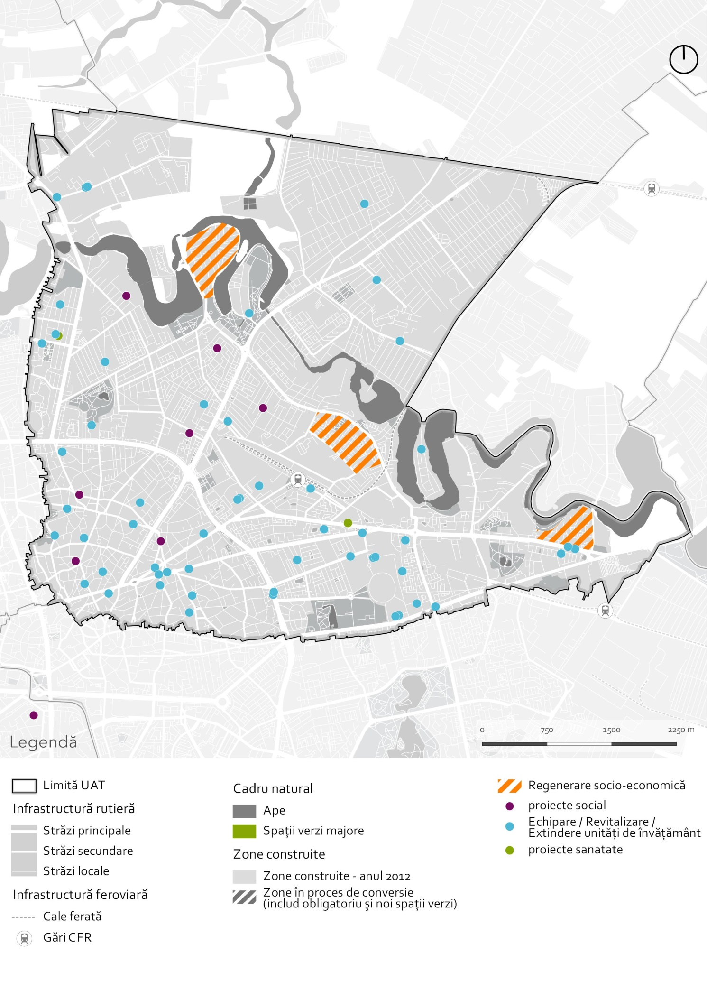 0 750 1500 2250 m
Legendă
Limită UAT
Infrastructură rutieră
Străzi principale
Străzi secundare
Străzi locale
Infrastructură feroviară
Cale ferată
Gări CFR
Cadru natural
Ape
Spații verzi majore
Zone construite
Zone construite - anul 2012
Zone în proces de conversie
(includ obligatoriu şi noi spații verzi)
Regenerare socio-economică
proiecte social
Echipare / Revitalizare /
Extindere unități de învățământ
proiecte sanatate